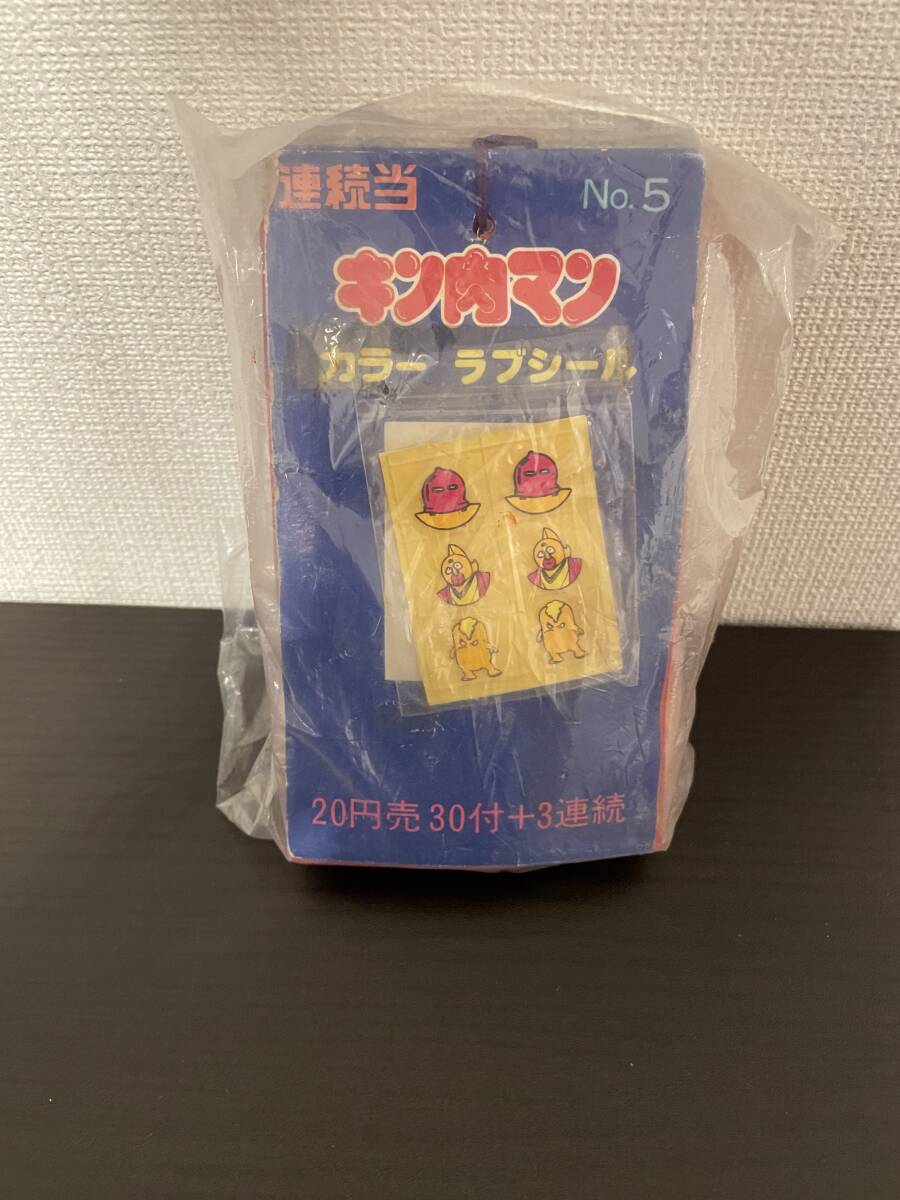 連続当
No.5
キン肉マン
カラー ラブシール
20円売 30付+3連続